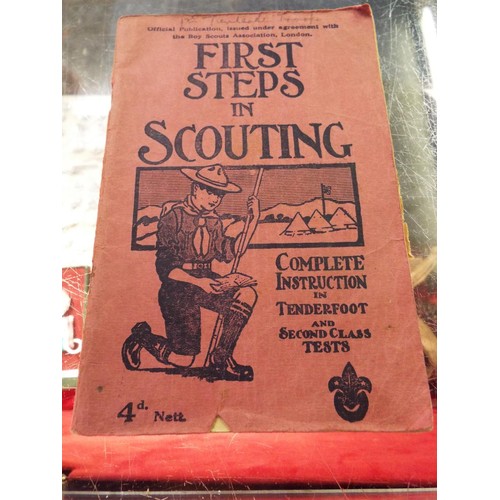 Official Publication, issued under agreement with
the Boy Scouts Association, London.
FIRST
STEPS
IN
SCOUTING
COMPLETE
INSTRUCTION
IN
TENDERFOOT
AND
SECOND CLASS
TESTS
4d. Nett.